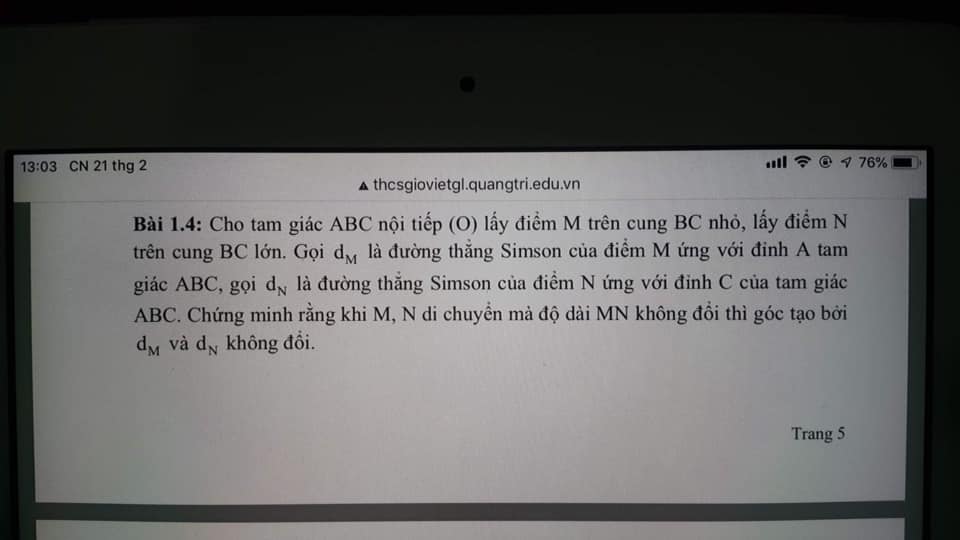 13:03 CN 21 thg 2
76%
thcsgiovietgl.quangtri.edu.vn
Bài 1.4: Cho tam giác ABC nội tiếp (O) lấy điểm M trên cung BC nhỏ, lấy điểm N
trên cung BC lớn. Gọi dM là đường thẳng Simson của điểm M ứng với đỉnh A tam
giác ABC, gọi dN là đường thẳng Simson của điểm N ứng với đỉnh C của tam giác
ABC. Chứng minh rằng khi M, N di chuyển mà độ dài MN không đổi thì góc tạo bởi
dM và dN không đổi.
Trang 5